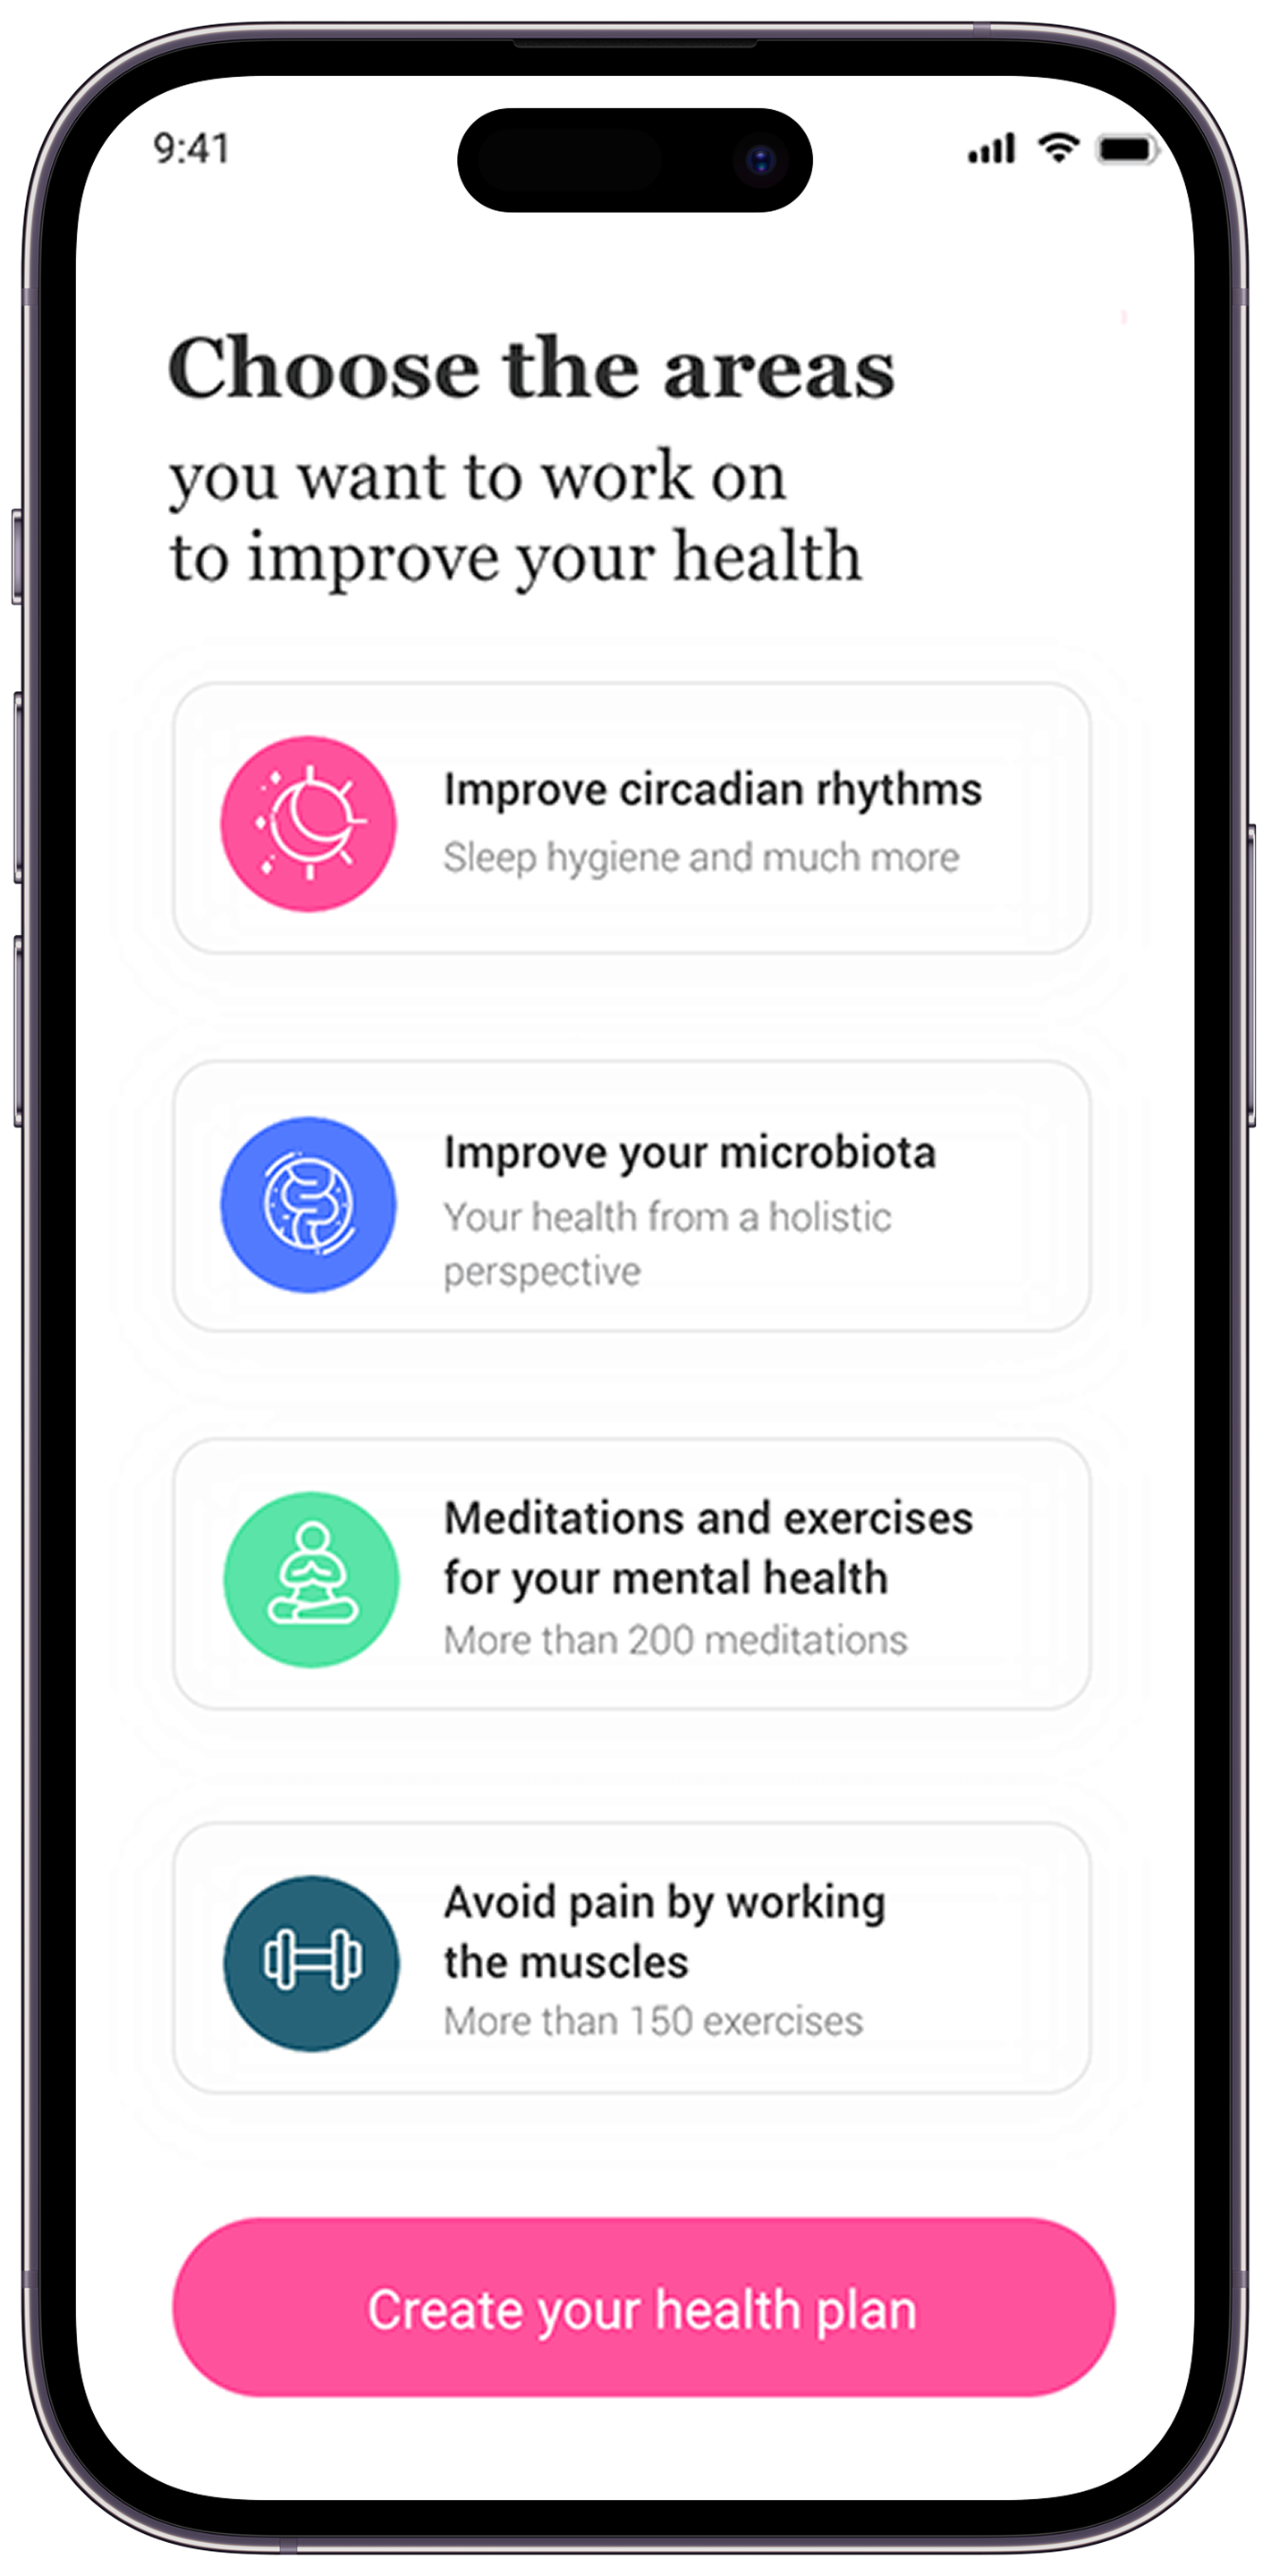 9:41
Choose the areas
you want to work on
to improve your health
Improve circadian rhythms
Sleep hygiene and much more
Improve your microbiota
Your health from a holistic
perspective
Meditations and exercises
for your mental health
More than 200 meditations
Avoid pain by working
the muscles
More than 150 exercises
Create your health plan